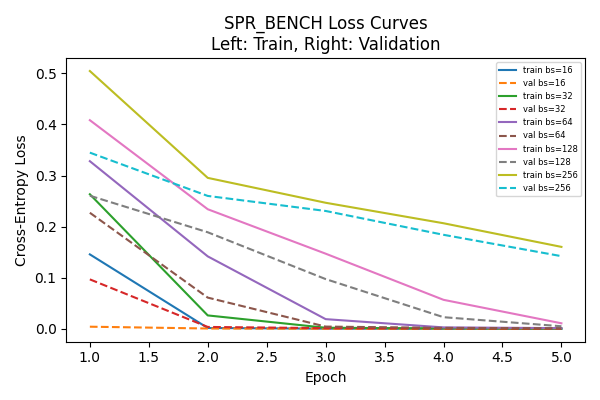 SPR_BENCH Loss Curves
Left: Train, Right: Validation
Cross-Entropy Loss
0.5
0.4
0.3
0.2
0.1
0.0
train bs=16
val bs=16
train bs=32
val bs=32
train bs=64
val bs=64
train bs=128
val bs=128
train bs=256
val bs=256
1.0 1.5 2.0 2.5 3.0 3.5 4.0 4.5 5.0
Epoch